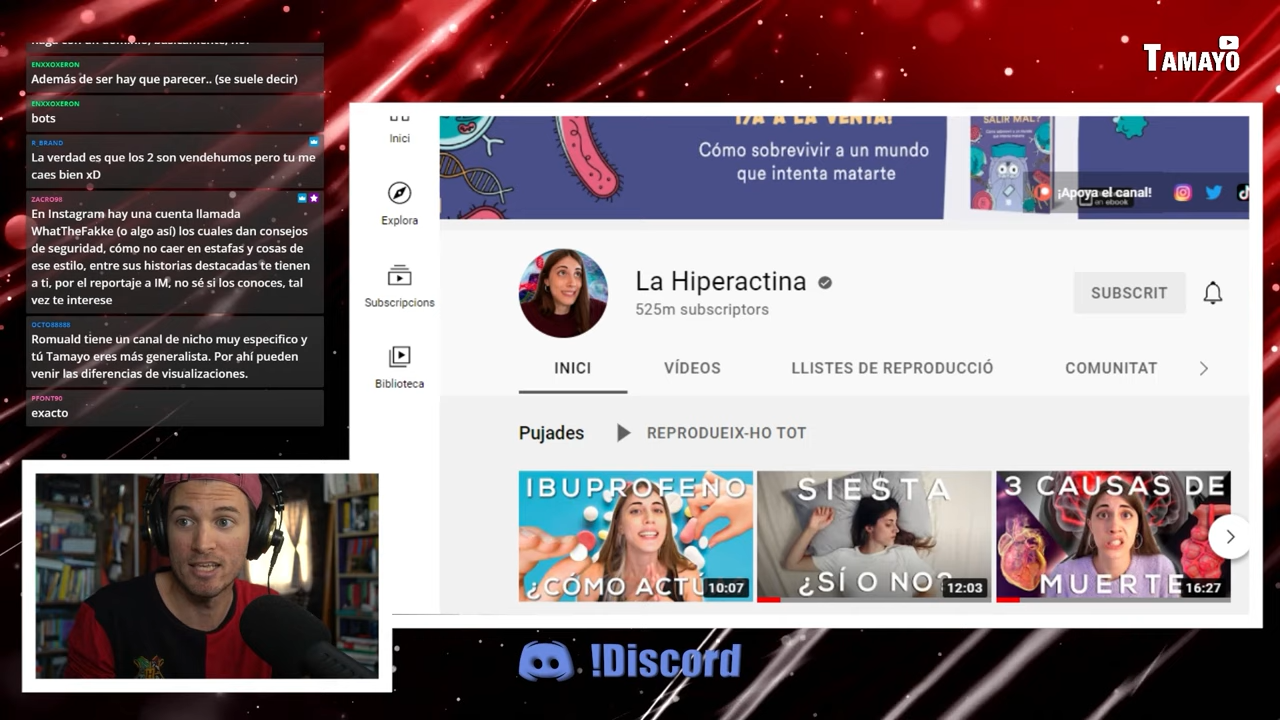 ENXXOXERON
Además de ser hay que parecer.. (se suele decir)
ENXXOXERON
bots
R_BRAND
La verdad es que los 2 son vendehumos pero tu me
caes bien xD
ZACRO98
En Instagram hay una cuenta llamada
WhatTheFakke (o algo así) los cuales dan consejos
de seguridad, cómo no caer en estafas y cosas de
ese estilo, entre sus historias destacadas te tienen
a ti, por el reportaje a IM, no sé si los conoces, tal
vez te interese
OCTO88888
Romuald tiene un canal de nicho muy especifico y
tú Tamayo eres más generalista. Por ahí pueden
venir las diferencias de visualizaciones.
PFONT90
exacto
TAMAYO
Inici
Explora
Subscripcions
Biblioteca
¡YA A LA VENTA!
Cómo sobrevivir a un mundo
que intenta matarte
SALIR MAL?
¡Apoya el canal!
en ebook
La Hiperactina
525m subscriptors
SUBSCRIT
INICI VÍDEOS LLISTES DE REPRODUCCIÓ COMUNITAT
Pujades REPRODUEIX-HO TOT
IBUPROFENO
¿CÓMO ACTÚ
10:07
SIESTA
¿SÍ O NO?
12:03
3 CAUSAS DE
MUERTE
16:27
!Discord